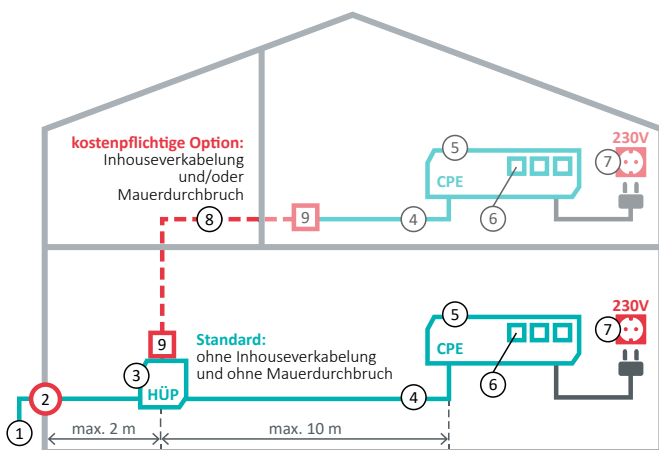 kostenpflichtige Option:
Inhouseverkabelung
und/oder
Mauerdurchbruch
8
9
4
5
CPE
6
230V
7
9
3
HÜP
Standard:
ohne Inhouseverkabelung
und ohne Mauerdurchbruch
4
5
CPE
6
230V
7
2
1
max. 2 m
max. 10 m